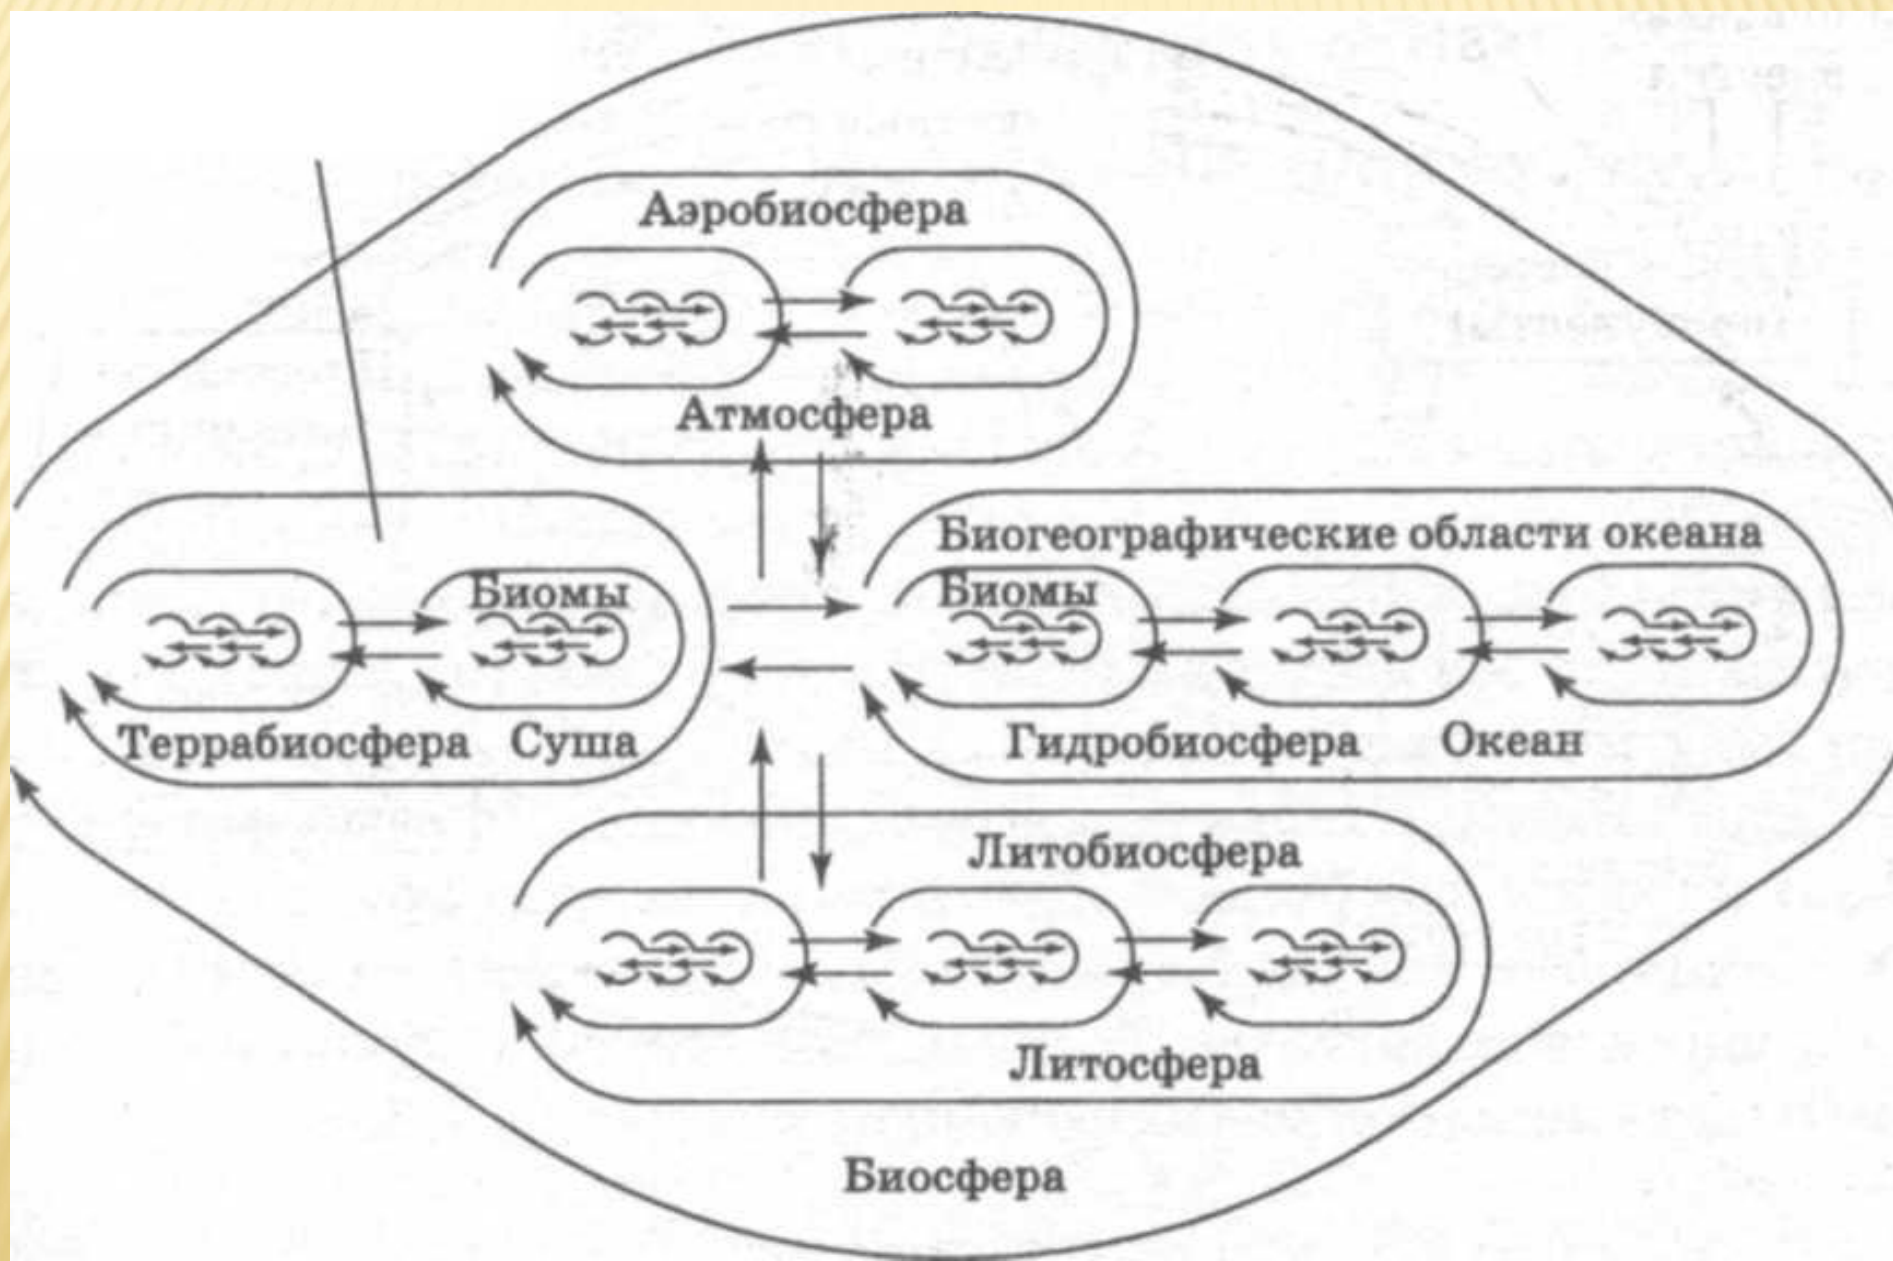 Аэробиосфера
Атмосфера
Биогеографические области океана
Биомы
Биомы
Террабиосфера Суша
Гидробиосфера Океан
Литобиосфера
Литосфера
Биосфера